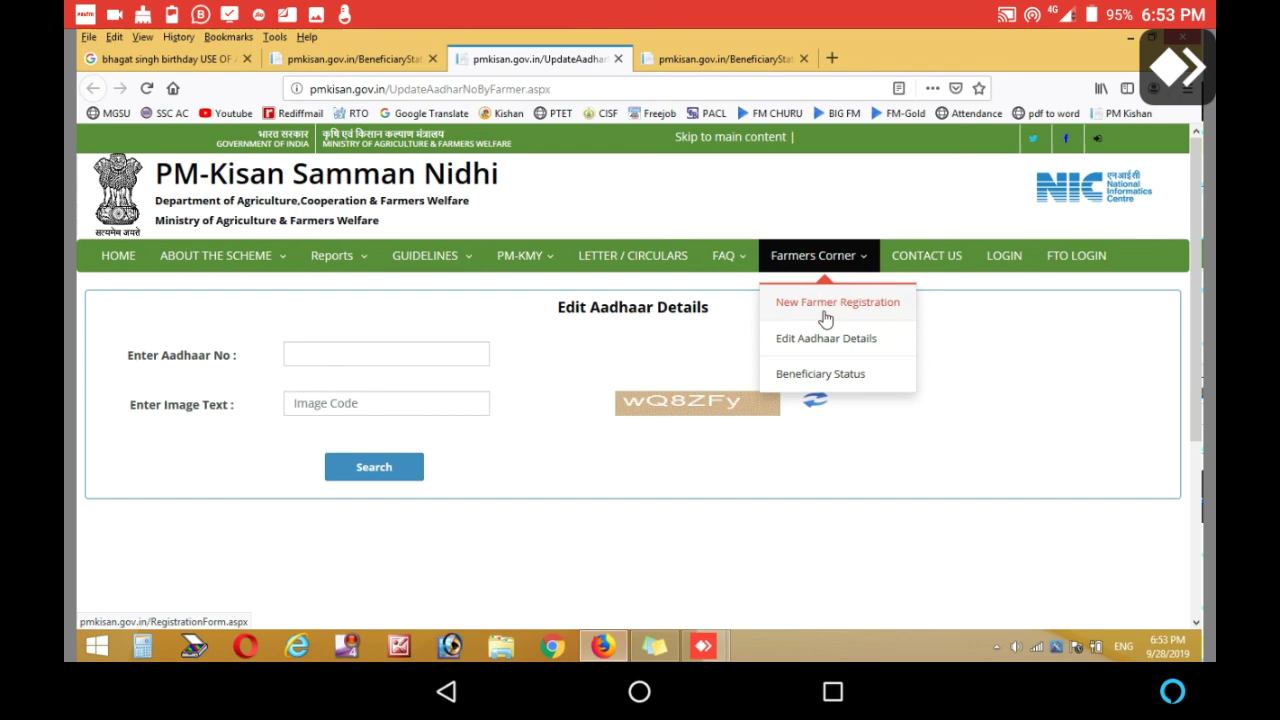 paytm
4G 95% 6:53 PM
File Edit View History Bookmarks Tools Help
bhagat singh birthday USE OF
pmkisan.gov.in/BeneficiaryStat
pmkisan.gov.in/UpdateAadhar
pmkisan.gov.in/BeneficiaryStat
pmkisan.gov.in/UpdateAadharNoByFarmer.aspx
MGSU SSC AC Youtube Rediffmail RTO Google Translate Kishan PTET CISF Freejob PACL FM CHURU BIG FM FM-Gold Attendance pdf to word PM Kishan
भारत सरकार कृषि एवं किसान कल्याण मंत्रालय
GOVERNMENT OF INDIA MINISTRY OF AGRICULTURE & FARMERS WELFARE
Skip to main content |
PM-Kisan Samman Nidhi
Department of Agriculture,Cooperation & Farmers Welfare
Ministry of Agriculture & Farmers Welfare
सत्यमेव जयते
NIC एनआईसी
National
Informatics
Centre
HOME ABOUT THE SCHEME Reports GUIDELINES PM-KMY LETTER / CIRCULARS FAQ Farmers Corner CONTACT US LOGIN FTO LOGIN
New Farmer Registration
Edit Aadhaar Details
Beneficiary Status
Edit Aadhaar Details
Enter Aadhaar No :
Enter Image Text : Image Code
wQ8ZFy
Search
pmkisan.gov.in/RegistrationForm.aspx
ENG 6:53 PM
9/28/2019